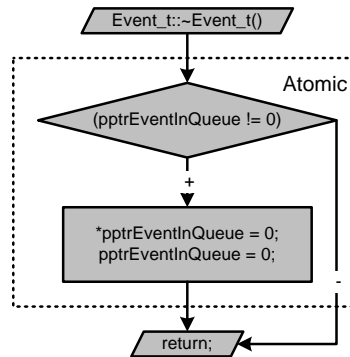 Event_t::~Event_t()
Atomic
(pptrEventInQueue != 0)
+
*pptrEventInQueue = 0;
pptrEventInQueue = 0;
-
return;